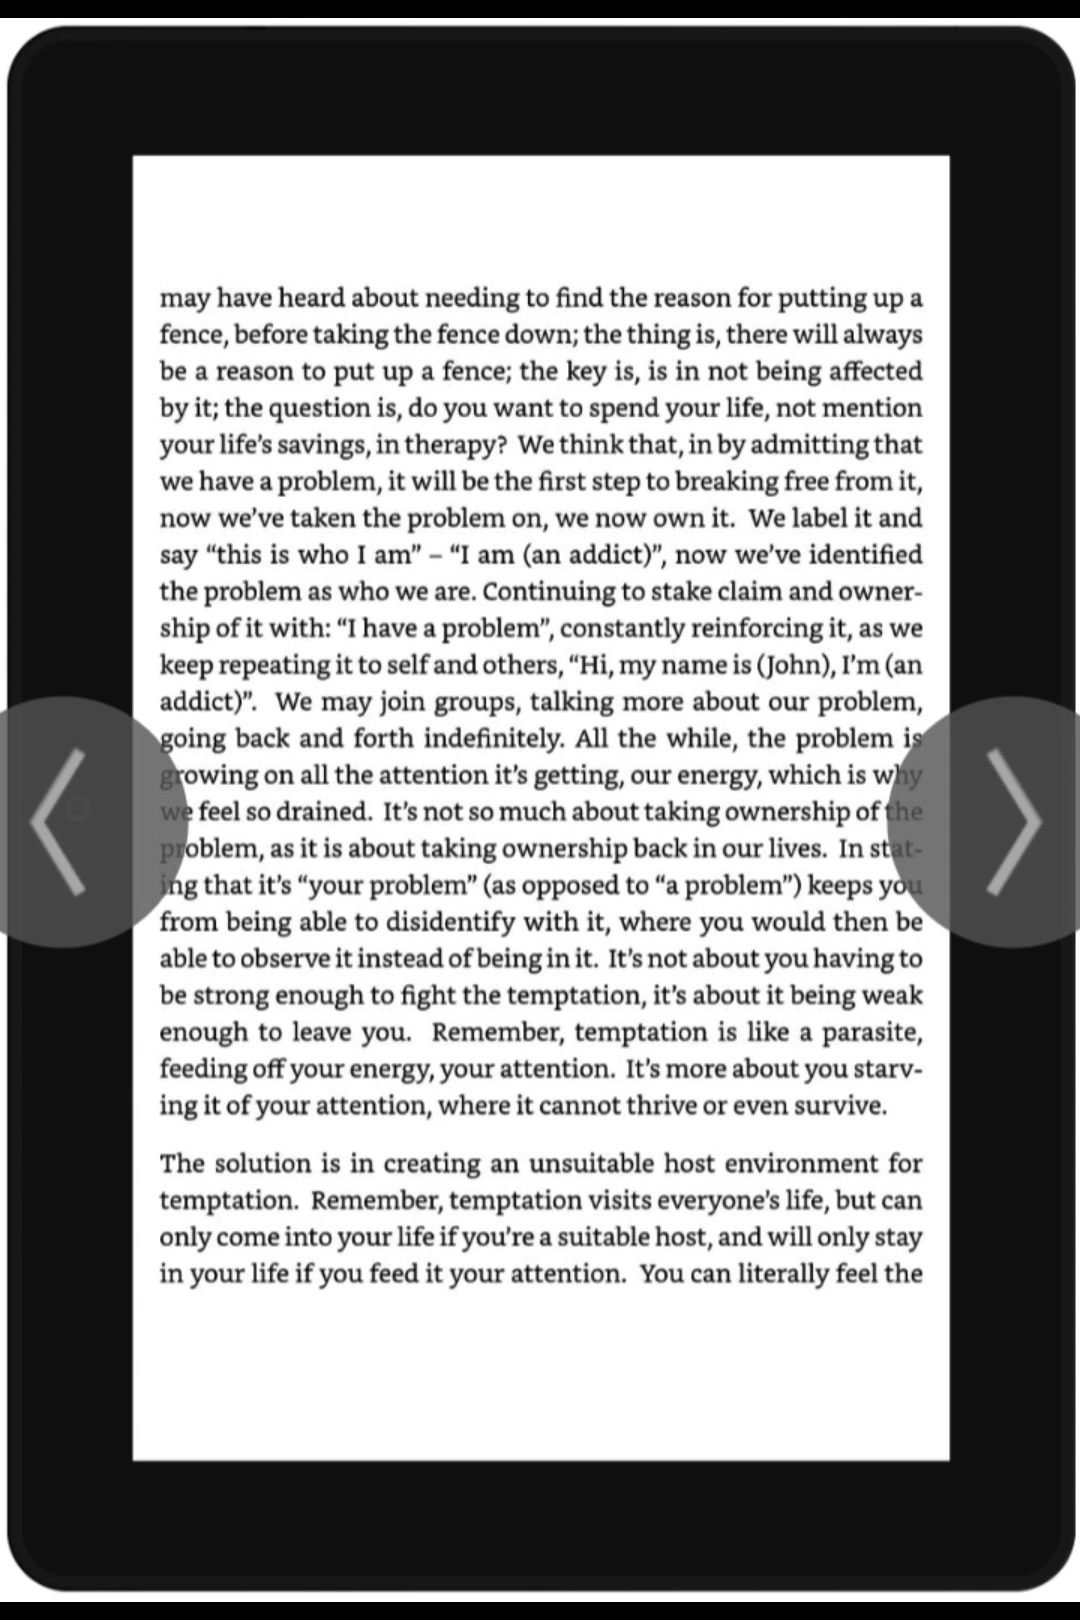 may have heard about needing to find the reason for putting up a
fence, before taking the fence down; the thing is, there will always
be a reason to put up a fence; the key is, is in not being affected
by it; the question is, do you want to spend your life, not mention
your life’s savings, in therapy?  We think that, in by admitting that
we have a problem, it will be the first step to breaking free from it,
now we’ve taken the problem on, we now own it.  We label it and
say “this is who I am” – “I am (an addict)”, now we’ve identified
the problem as who we are. Continuing to stake claim and owner-
ship of it with: “I have a problem”, constantly reinforcing it, as we
keep repeating it to self and others, “Hi, my name is (John), I’m (an
addict)”.  We may join groups, talking more about our problem,
going back and forth indefinitely. All the while, the problem is
growing on all the attention it’s getting, our energy, which is why
we feel so drained.  It’s not so much about taking ownership of the
problem, as it is about taking ownership back in our lives.  In stat-
ing that it’s “your problem” (as opposed to “a problem”) keeps you
from being able to disidentify with it, where you would then be
able to observe it instead of being in it.  It’s not about you having to
be strong enough to fight the temptation, it’s about it being weak
enough to leave you.  Remember, temptation is like a parasite,
feeding off your energy, your attention.  It’s more about you starv-
ing it of your attention, where it cannot thrive or even survive.
The solution is in creating an unsuitable host environment for
temptation.  Remember, temptation visits everyone’s life, but can
only come into your life if you’re a suitable host, and will only stay
in your life if you feed it your attention.  You can literally feel the